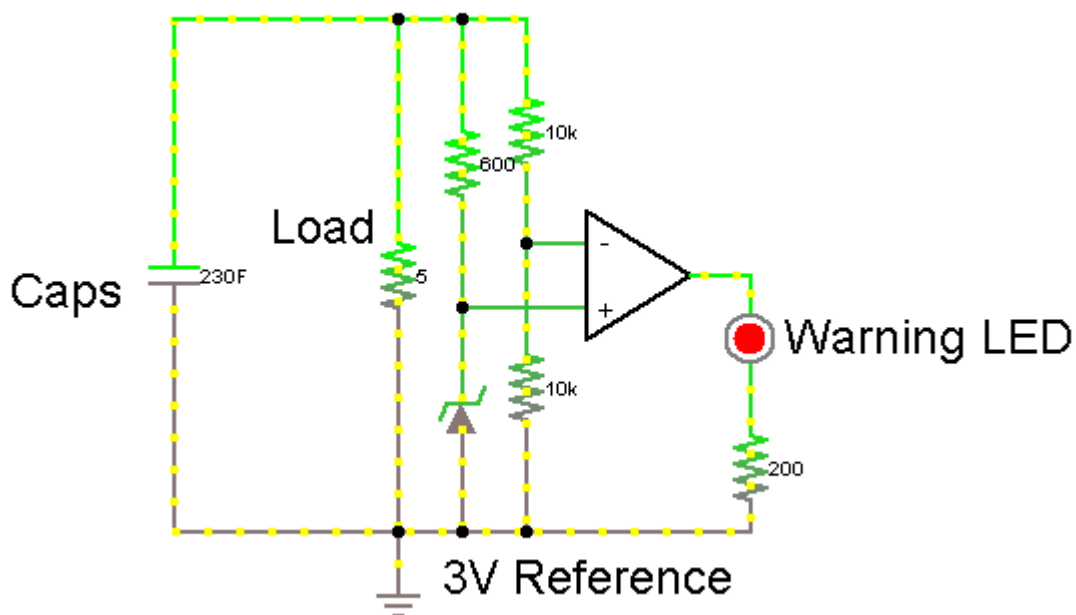 10k
600
Load
-
Caps
230F
5
+
Warning LED
10k
200
3V Reference